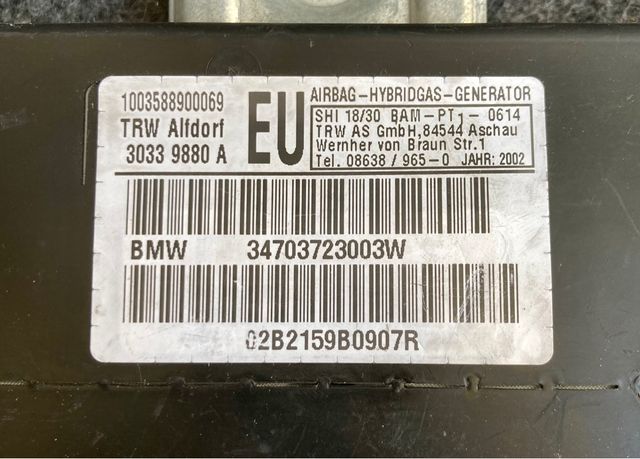 1003588900069
TRW Alfdorf
3033 9880 A
EU
AIRBAG-HYBRIDGAS-GENERATOR
SHI 18/30 BAM-PT₁- 0614
TRW AS GmbH,84544 Aschau
Wernher von Braun Str.1
Tel. 08638 / 965-0 JAHR: 2002
BMW 34703723003W
02B2159B0907R